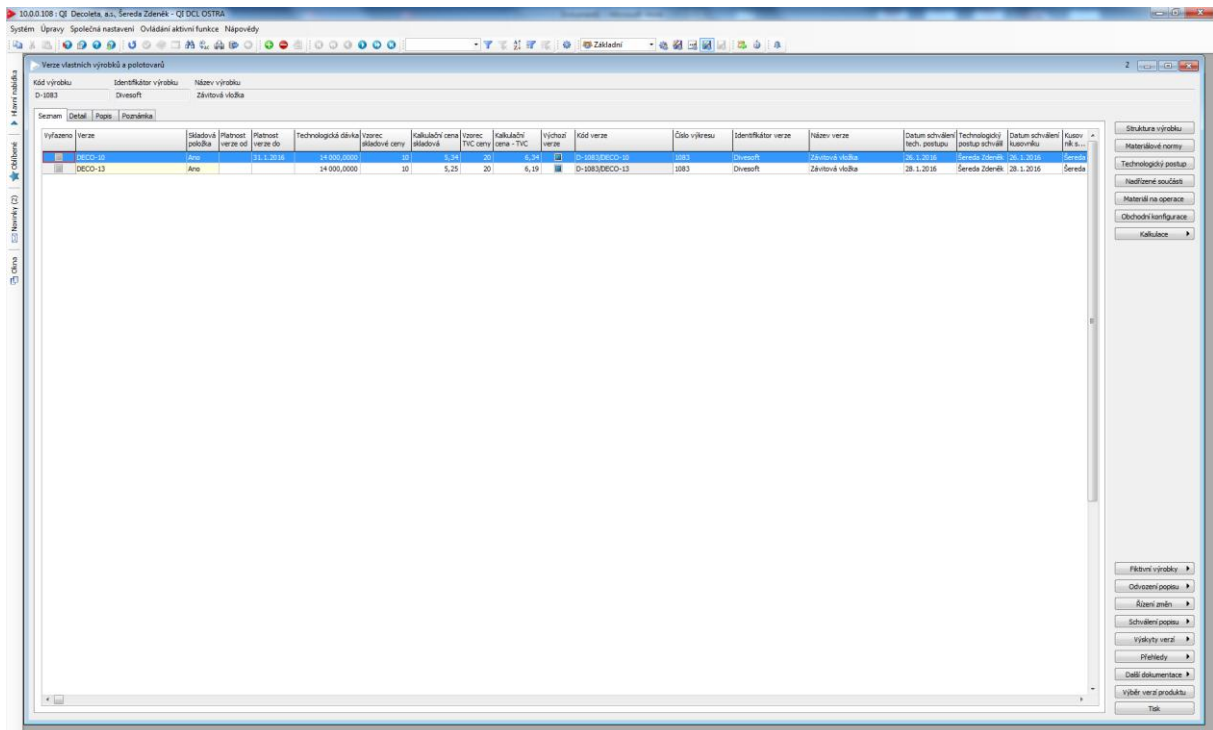 10.0.0.108 : QI Decoleta, a.s., Šereda Zdeněk - QI DCL OSTRA
Systém Úpravy Společná nastavení Ovládání aktivní funkce Nápovědy
Základní
Hlavní nabídka
Oblíbené
Novinky (2)
Okna
Verze vlastních výrobků a polotovarů 2
Kód výrobku Identifikátor výrobku Název výrobku
D-1083 Divesoft Závitová vložka
Seznam Detail Popis Poznámka
Vyřazeno Verze Skladová Platnost Platnost Technologická dávka Vzorec Kalkulační cena Vzorec Kalkulační Výchozí Kód verze Číslo výkresu Identifikátor verze Název verze Datum schválení Technologický Datum schválení Kusov
položka verze od verze do skladové ceny skladová TVC ceny cena - TVC verze tech. postupu postup schválil kusovníku ník s...
DECO-10 Ano 31.1.2016 14 000,0000 10 5,34 20 6,34 D-1083/DECO-10 1083 Divesoft Závitová vložka 26.1.2016 Šereda Zdeněk 26.1.2016 Šereda
DECO-13 Ano 14 000,0000 10 5,25 20 6,19 D-1083/DECO-13 1083 Divesoft Závitová vložka 28.1.2016 Šereda Zdeněk 28.1.2016 Šereda
Struktura výrobku
Materiálové normy
Technologický postup
Nadřízené součásti
Materiál na operace
Obchodní konfigurace
Kalkulace
Fiktivní výrobky
Odvození popisu
Řízení změn
Schválení popisu
Výskyty verzí
Přehledy
Další dokumentace
Výběr verzí produktu
Tisk